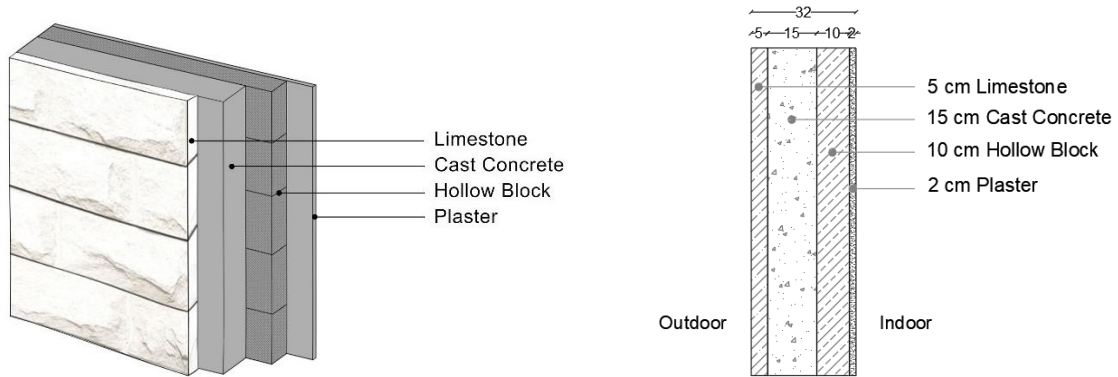 Limestone
Cast Concrete
Hollow Block
Plaster
32
5 15 10 2
5 cm Limestone
15 cm Cast Concrete
10 cm Hollow Block
2 cm Plaster
Outdoor
Indoor